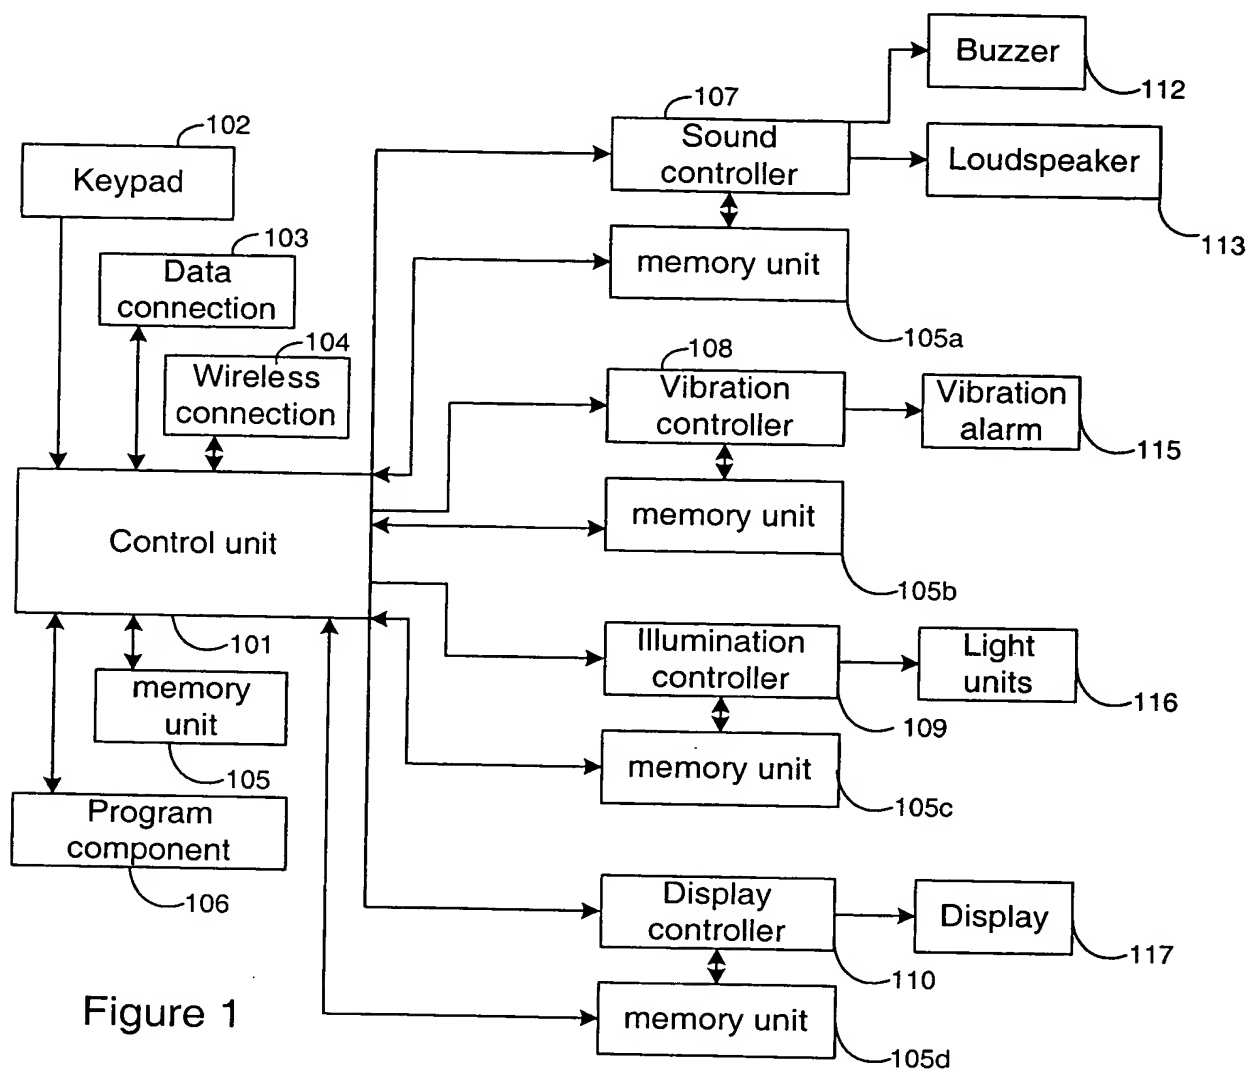 Buzzer
112
107
Sound
controller
Loudspeaker
113
102
Keypad
103
Data
connection
memory unit
105a
104
Wireless
connection
108
Vibration
controller
Vibration
alarm
115
memory unit
105b
Control unit
101
Illumination
controller
109
Light
units
116
memory
unit
105
memory unit
105c
Program
component
106
Display
controller
110
Display
117
memory unit
105d
Figure 1